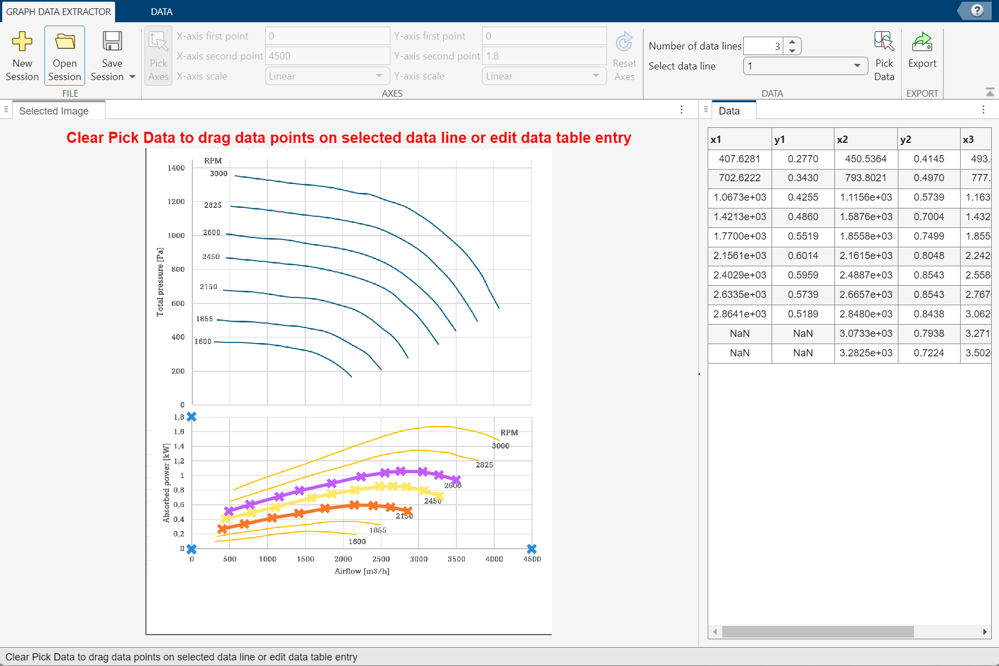 GRAPH DATA EXTRACTOR DATA
New Session
Open Session
Save Session
FILE
Pick Axes
X-axis first point 0
X-axis second point 4500
X-axis scale Linear
Y-axis first point 0
Y-axis second point 1.8
Y-axis scale Linear
Reset Axes
AXES
Number of data lines 3
Select data line 1
Pick Data
DATA
Export
EXPORT
Selected Image
Data
Clear Pick Data to drag data points on selected data line or edit data table entry
RPM
3000
2825
2600
2450
2150
1855
1600
1400
1200
1000
800
600
400
200
0
Total pressure [Pa]
1,8
1,6
1,4
1,2
1
0,8
0,6
0,4
0,2
0
Absorbed power [kW]
RPM
3000
2825
2600
2450
2150
1855
1600
0 500 1000 1500 2000 2500 3000 3500 4000 4500
Airflow [m3/h]
x1 y1 x2 y2 x3
407.6281 0.2770 450.5364 0.4145 493.
702.6222 0.3430 793.8021 0.4970 777.
1.0673e+03 0.4255 1.1156e+03 0.5739 1.163
1.4213e+03 0.4860 1.5876e+03 0.7004 1.432
1.7700e+03 0.5519 1.8558e+03 0.7499 1.855
2.1561e+03 0.6014 2.1615e+03 0.8048 2.242
2.4029e+03 0.5959 2.4887e+03 0.8543 2.558
2.6335e+03 0.5739 2.6657e+03 0.8543 2.767
2.8641e+03 0.5189 2.8480e+03 0.8438 3.062
NaN NaN 3.0733e+03 0.7938 3.271
NaN NaN 3.2825e+03 0.7224 3.502
Clear Pick Data to drag data points on selected data line or edit data table entry